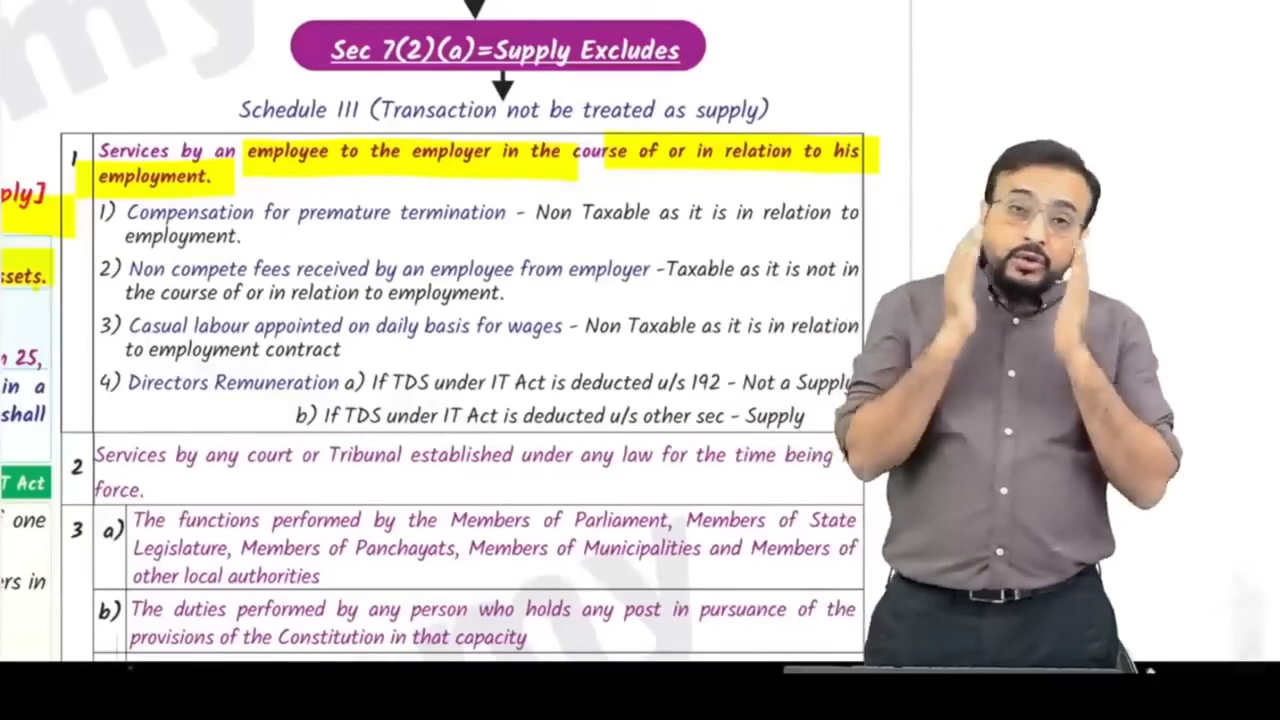 Sec 7(2)(a)=Supply Excludes
Schedule III (Transaction not be treated as supply)
1 Services by an employee to the employer in the course of or in relation to his
employment.
1) Compensation for premature termination - Non Taxable as it is in relation to
employment.
2) Non compete fees received by an employee from employer -Taxable as it is not in
the course of or in relation to employment.
3) Casual labour appointed on daily basis for wages - Non Taxable as it is in relation
to employment contract
4) Directors Remuneration a) If TDS under IT Act is deducted u/s 192 - Not a Supply
b) If TDS under IT Act is deducted u/s other sec - Supply
2 Services by any court or Tribunal established under any law for the time being
force.
3 a) The functions performed by the Members of Parliament, Members of State
Legislature, Members of Panchayats, Members of Municipalities and Members of
other local authorities
b) The duties performed by any person who holds any post in pursuance of the
provisions of the Constitution in that capacity
ply]
ssets.
25,
in a
shall
T Act
one
rs in
my
my